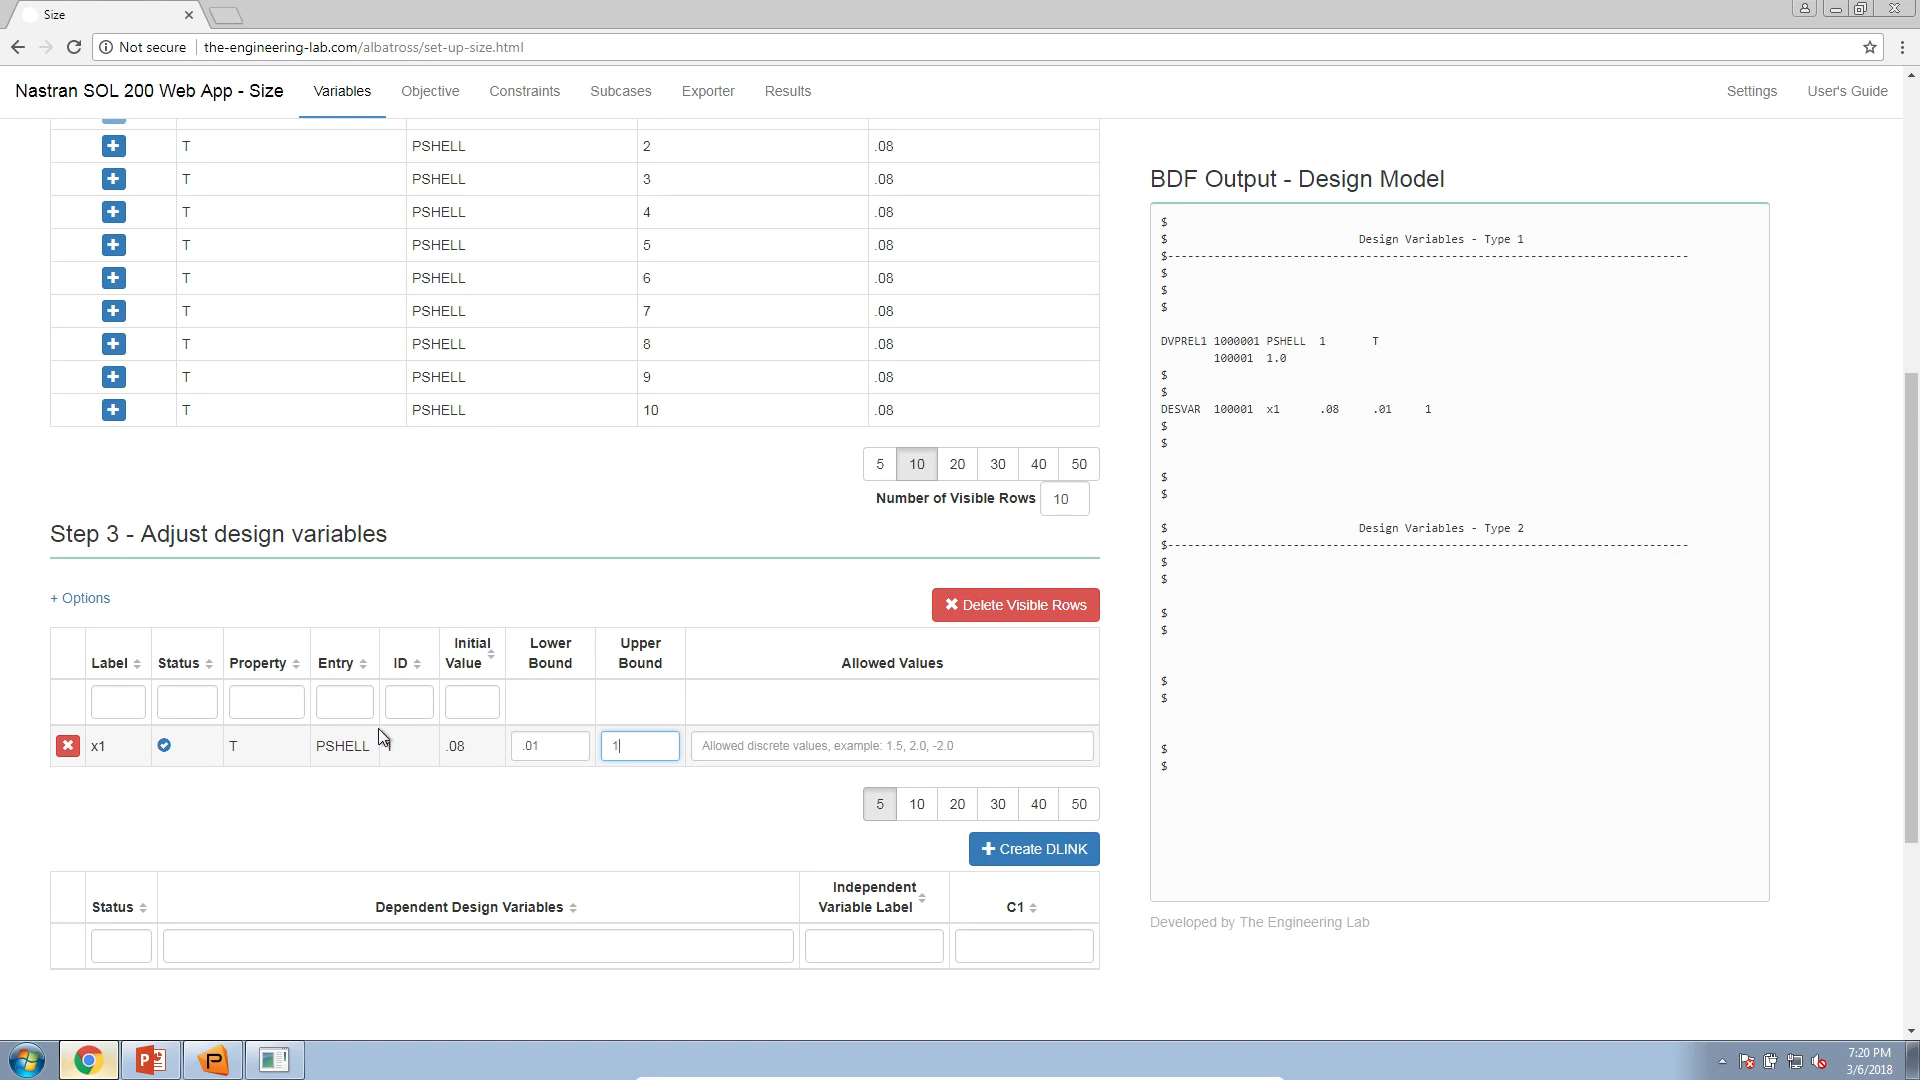 Size
Not secure
the-engineering-lab.com/albatross/set-up-size.html
Nastran SOL 200 Web App - Size
Variables
Objective
Constraints
Subcases
Exporter
Results
Settings
User's Guide
T PSHELL 2 .08
T PSHELL 3 .08
T PSHELL 4 .08
T PSHELL 5 .08
T PSHELL 6 .08
T PSHELL 7 .08
T PSHELL 8 .08
T PSHELL 9 .08
T PSHELL 10 .08
5 10 20 30 40 50
Number of Visible Rows 10
Step 3 - Adjust design variables
+ Options
Delete Visible Rows
Label Status Property Entry ID Initial Value Lower Bound Upper Bound Allowed Values
x1 T PSHELL .08 .01 1 Allowed discrete values, example: 1.5, 2.0, -2.0
5 10 20 30 40 50
Create DLINK
Status Dependent Design Variables Independent Variable Label C1
BDF Output - Design Model
$
$ Design Variables - Type 1
$--------------------------------------------------------------------------------
$
$
$
DVPREL1 1000001 PSHELL 1 T
100001 1.0
$
$
DESVAR 100001 x1 .08 .01 1
$
$
$
$
$ Design Variables - Type 2
$--------------------------------------------------------------------------------
$
$
$
$
$
$
$
$
Developed by The Engineering Lab
7:20 PM
3/6/2018